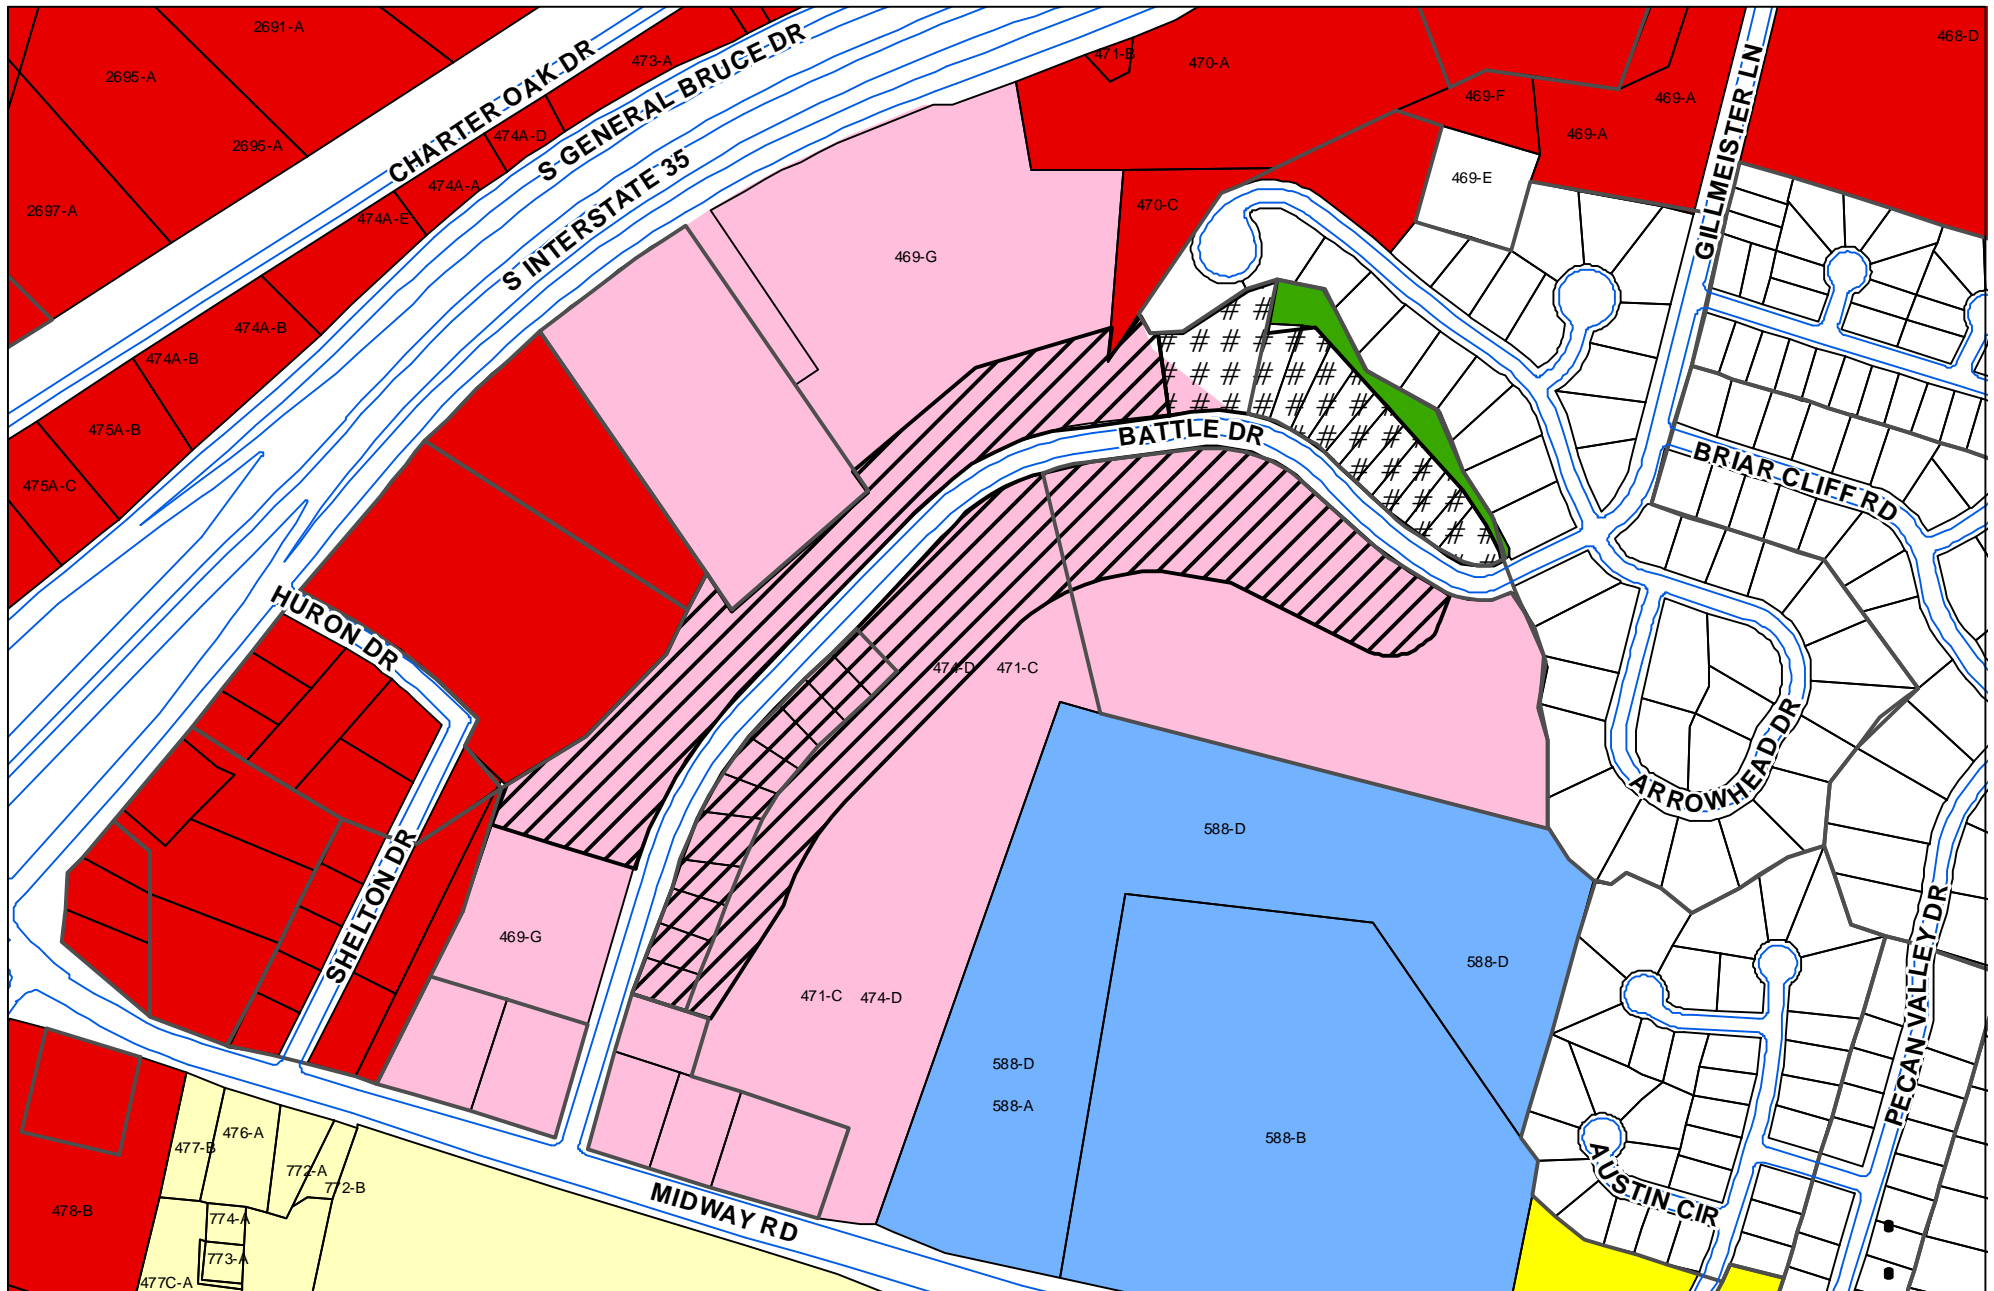 2691-A
2695-A
2695-A
2697-A
CHARTER OAK DR
473-A
474A-D
474A-A
474A-E
474A-B
474A-B
475A-B
475A-C
S GENERAL BRUCE DR
S INTERSTATE 35
471-B
470-A
470-C
469-F
469-A
469-A
469-E
468-D
469-G
GILLMEISTER LN
BATTLE DR
BRIAR CLIFF RD
HURON DR
474-D
471-C
ARROWHEAD DR
588-D
SHELTON DR
469-G
471-C
474-D
588-D
PECAN VALLEY DR
588-D
588-A
588-B
477-B
476-A
772-A
772-B
478-B
774-A
773-A
477C-A
MIDWAY RD
AUSTIN CIR
# #
# # # # # #
# # # # # #
# # # # # #
# # # #
# # #
# # #
# # #
# #